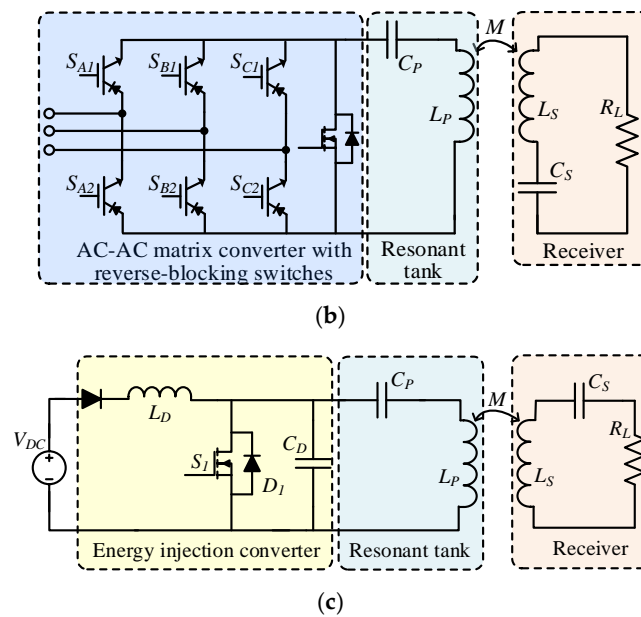 S_A1 S_B1 S_C1 C_P M
L_P L_S R_L
C_S
S_A2 S_B2 S_C2
AC-AC matrix converter with
reverse-blocking switches
Resonant
tank
Receiver
(b)
L_D C_P M C_S
V_DC S_1 C_D R_L
D_1 L_P L_S
Energy injection converter
Resonant tank
Receiver
(c)